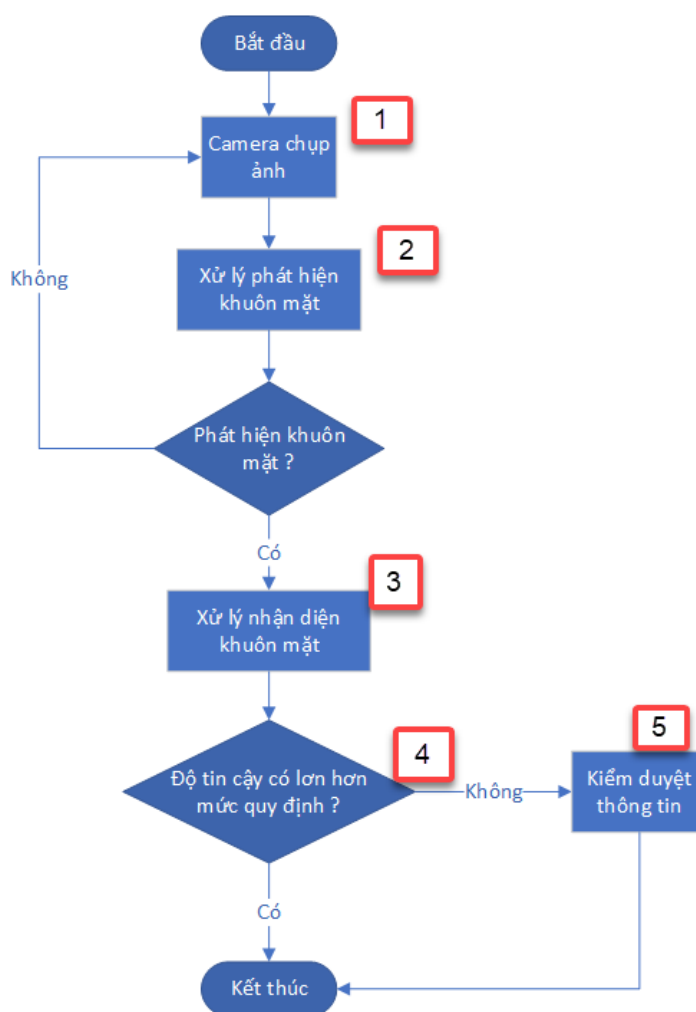 Bắt đầu
1
Camera chụp
ảnh
2
Xử lý phát hiện
khuôn mặt
Không
Phát hiện khuôn
mặt ?
Có
3
Xử lý nhận diện
khuôn mặt
4
5
Độ tin cậy có lơn hơn
mức quy định ?
Không
Kiểm duyệt
thông tin
Có
Kết thúc